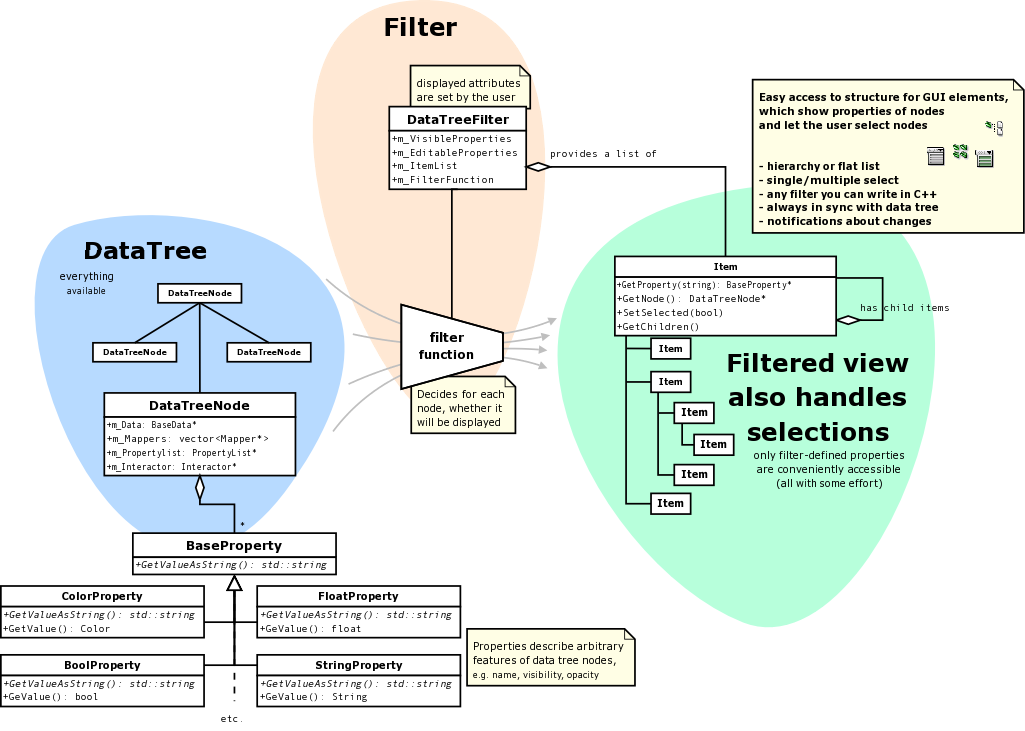 Filter
displayed attributes
are set by the user
DataTreeFilter
+m_VisibleProperties
+m_EditableProperties
+m_ItemList
+m_FilterFunction
provides a list of
Easy access to structure for GUI elements,
which show properties of nodes
and let the user select nodes
- hierarchy or flat list
- single/multiple select
- any filter you can write in C++
- always in sync with data tree
- notifications about changes
DataTree
everything
available
DataTreeNode
DataTreeNode
DataTreeNode
DataTreeNode
+m_Data: BaseData*
+m_Mappers: vector<Mapper*>
+m_Propertylist: PropertyList*
+m_Interactor: Interactor*
*
filter
function
Decides for each
node, whether it
will be displayed
Item
+GetProperty(string): BaseProperty*
+GetNode(): DataTreeNode*
+SetSelected(bool)
+GetChildren()
has child items
Item
Item
Item
Item
Item
Item
Filtered view
also handles
selections
only filter-defined properties
are conveniently accessible
(all with some effort)
BaseProperty
+GetValueAsString(): std::string
ColorProperty
+GetValueAsString(): std::string
+GetValue(): Color
FloatProperty
+GetValueAsString(): std::string
+GeValue(): float
BoolProperty
+GetValueAsString(): std::string
+GeValue(): bool
StringProperty
+GetValueAsString(): std::string
+GeValue(): String
etc.
Properties describe arbitrary
features of data tree nodes,
e.g. name, visibility, opacity